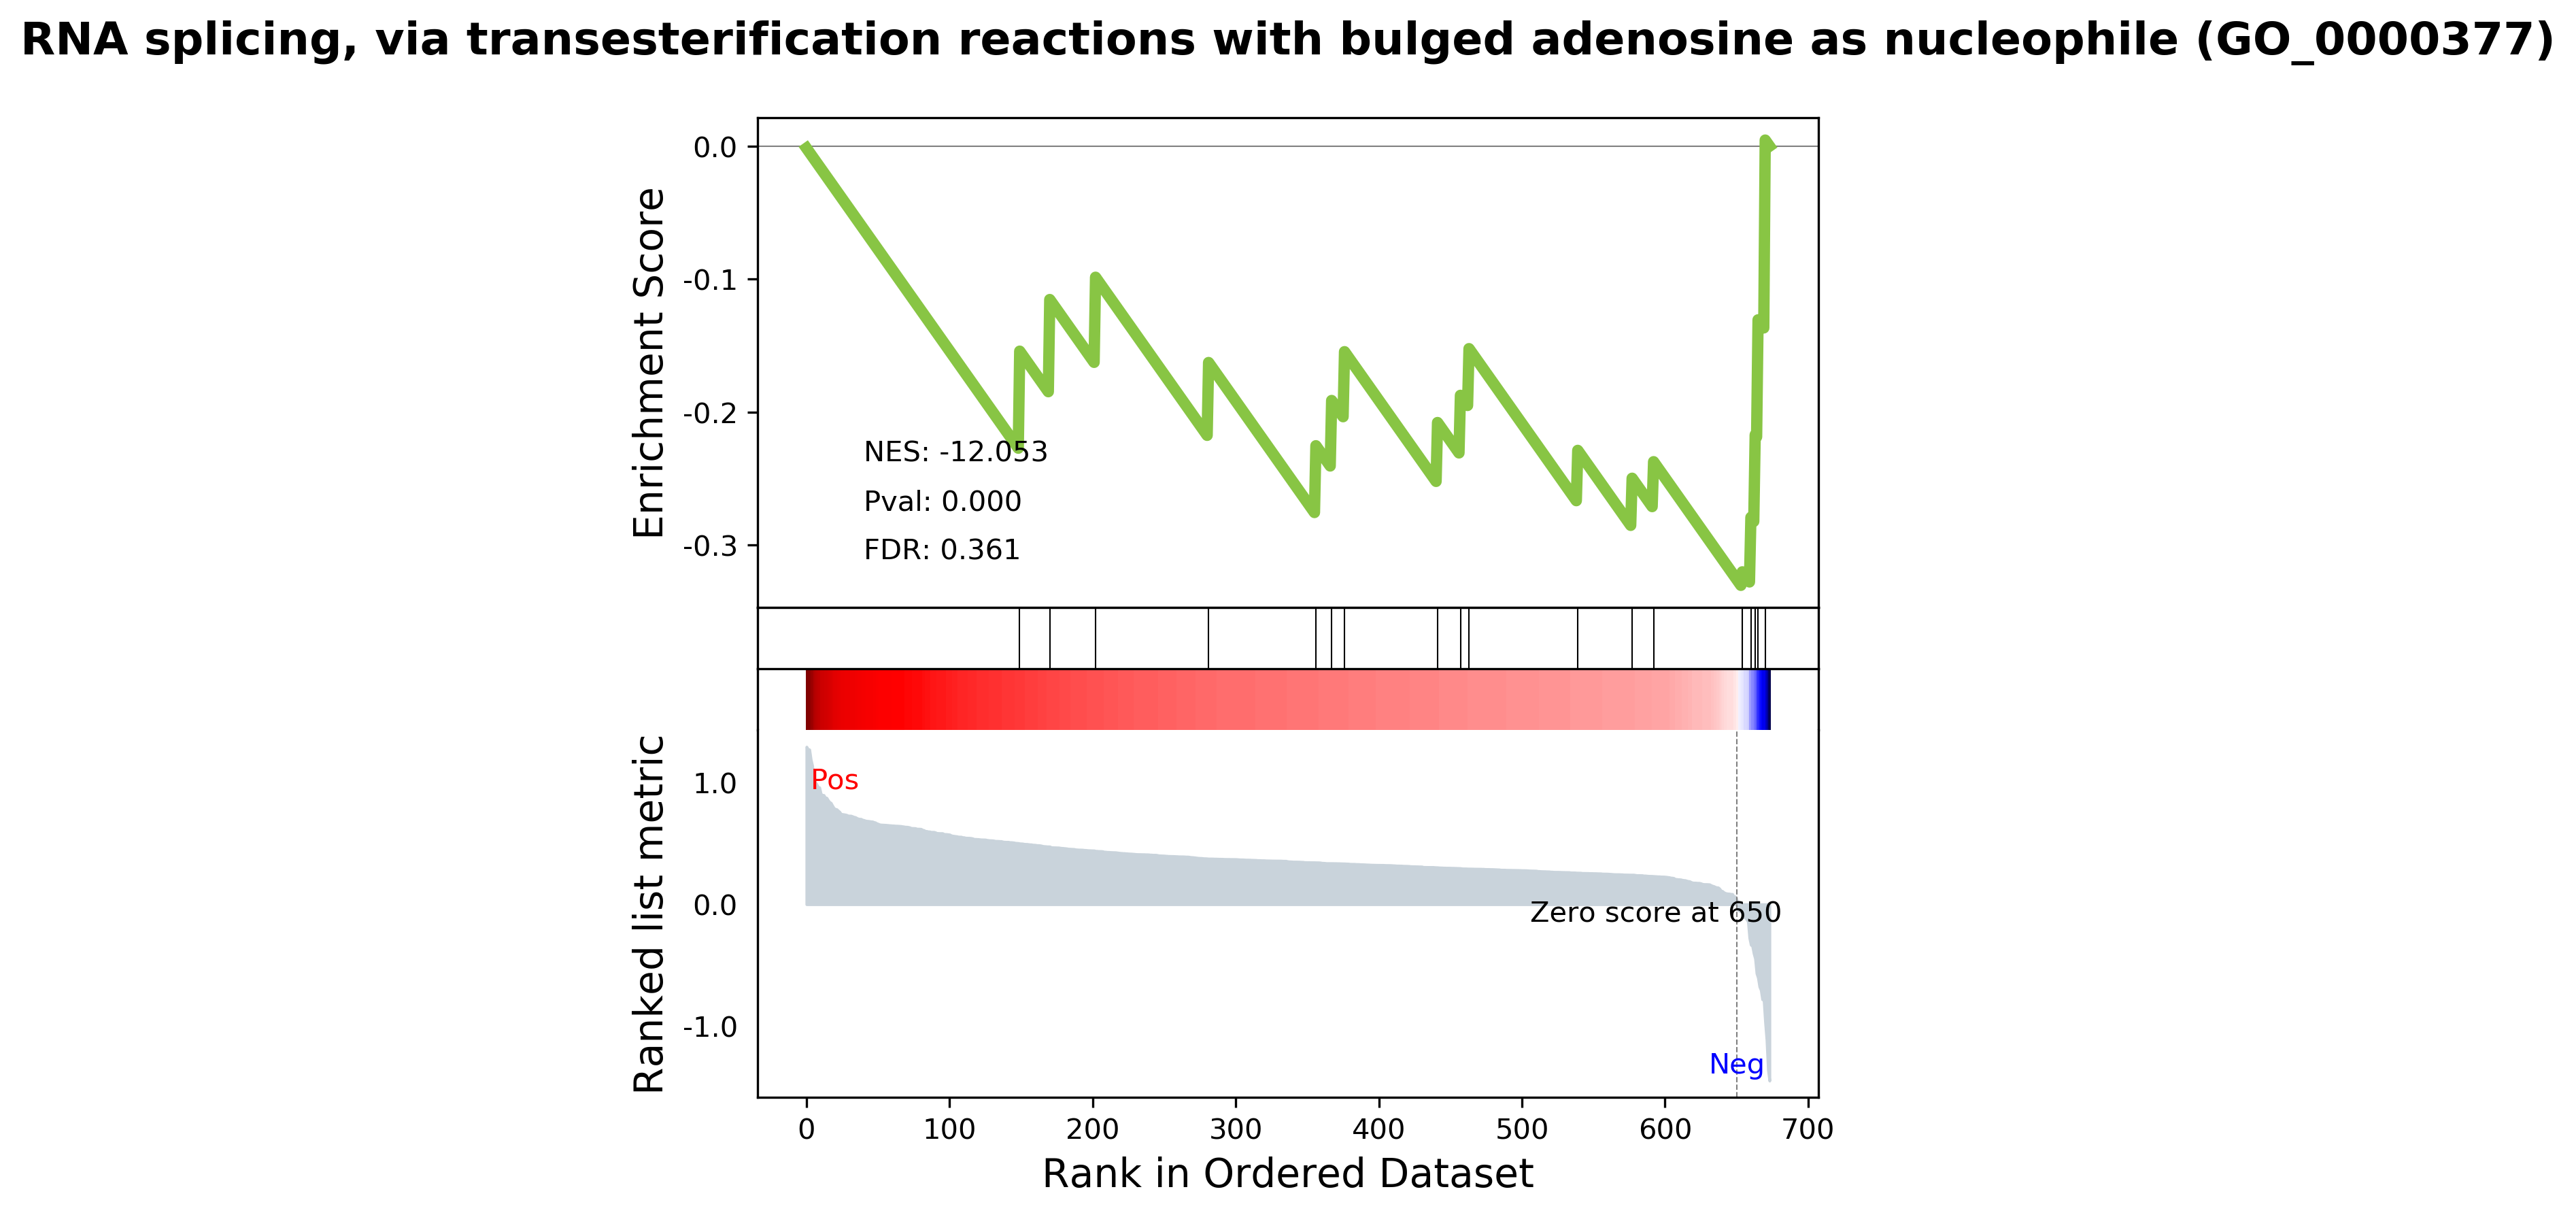 RNA splicing, via transesterification reactions with bulged adenosine as nucleophile (GO_0000377)
Enrichment Score
0.0
-0.1
-0.2
-0.3
NES: -12.053
Pval: 0.000
FDR: 0.361
Ranked list metric
1.0
0.0
-1.0
Pos
Zero score at 650
Neg
0 100 200 300 400 500 600 700
Rank in Ordered Dataset